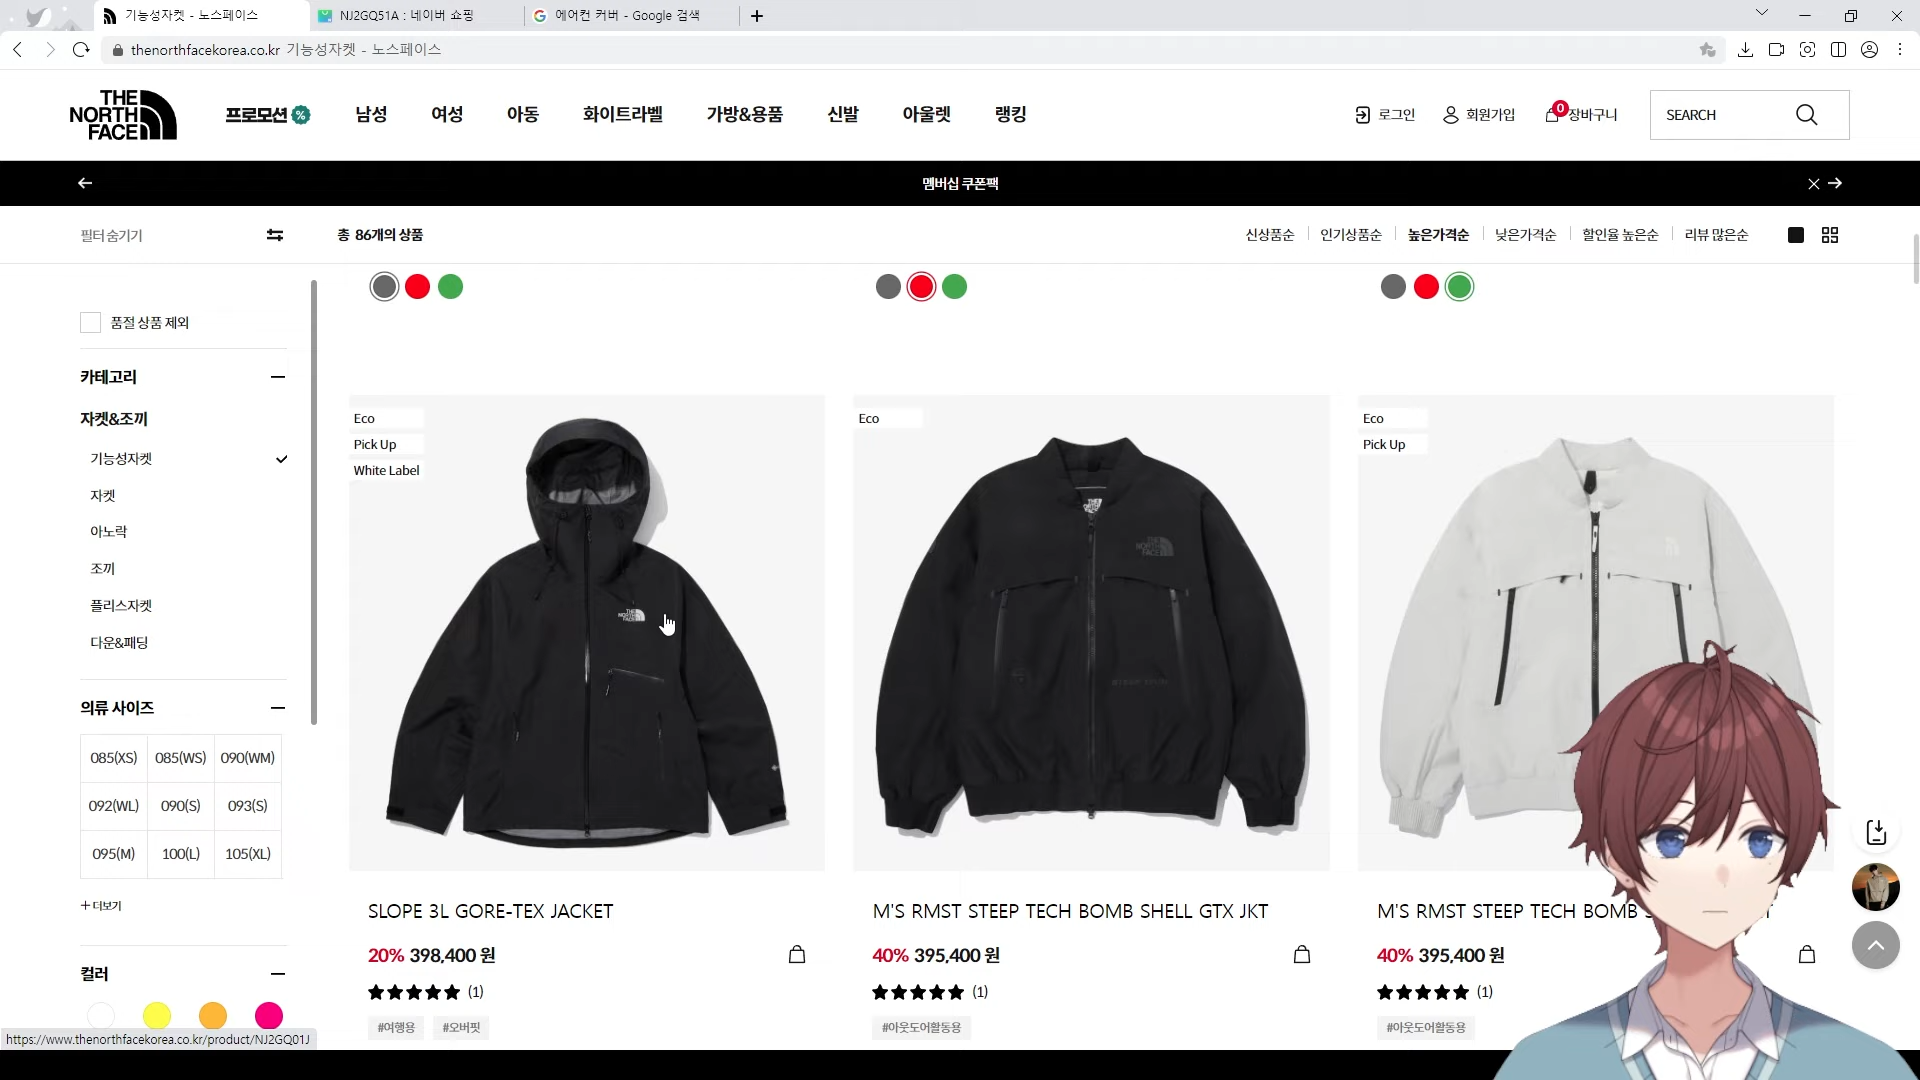 기능성자켓 - 노스페이스
NJ2GQ51A : 네이버 쇼핑
에어컨 커버 - Google 검색
thenorthfacekorea.co.kr 기능성자켓 - 노스페이스
THE NORTH FACE
프로모션 %
남성
여성
아동
화이트라벨
가방&용품
신발
아울렛
랭킹
로그인
회원가입
0
장바구니
SEARCH
멤버십 쿠폰팩
필터 숨기기
총 86개의 상품
신상품순
인기상품순
높은가격순
낮은가격순
할인율 높은순
리뷰 많은순
품절 상품 제외
카테고리
자켓&조끼
기능성자켓
자켓
아노락
조끼
플리스자켓
다운&패딩
의류 사이즈
085(XS) 085(WS) 090(WM)
092(WL) 090(S) 093(S)
095(M) 100(L) 105(XL)
+ 더보기
컬러
Eco
Pick Up
White Label
THE NORTH FACE
SLOPE 3L GORE-TEX JACKET
20% 398,400 원
(1)
#여행용 #오버핏
Eco
THE NORTH FACE
M'S RMST STEEP TECH BOMB SHELL GTX JKT
40% 395,400 원
(1)
#아웃도어활동용
Eco
Pick Up
M'S RMST STEEP TECH BOMB
40% 395,400 원
(1)
#아웃도어활동용
https://www.thenorthfacekorea.co.kr/product/NJ2GQ01J